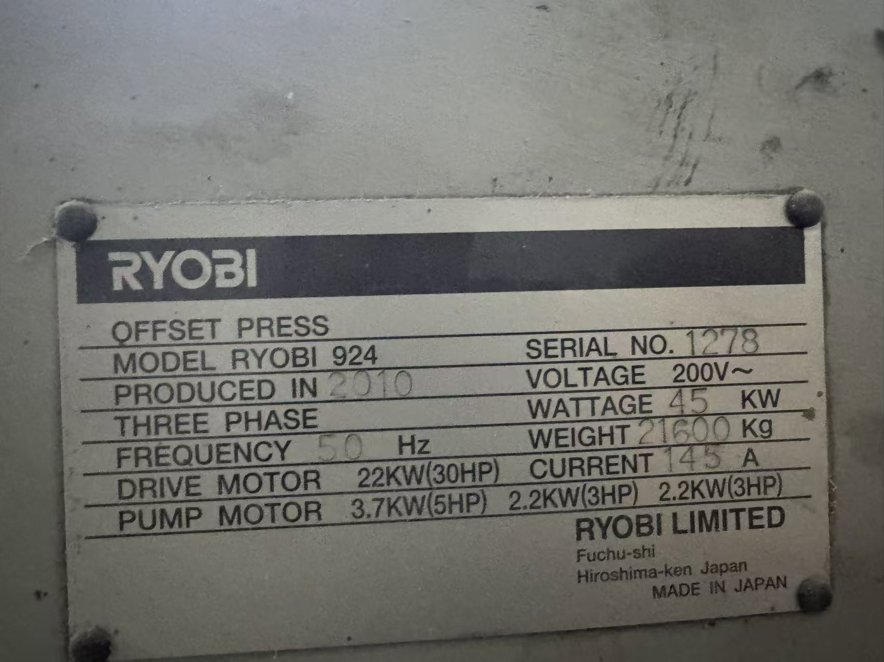 RYOBI
OFFSET PRESS
MODEL RYOBI 924 SERIAL NO. 1278
PRODUCED IN 2010 VOLTAGE 200V~
THREE PHASE WATTAGE 45 KW
FREQUENCY 50 Hz WEIGHT 21600 Kg
DRIVE MOTOR 22KW(30HP) CURRENT 145 A
PUMP MOTOR 3.7KW(5HP) 2.2KW(3HP) 2.2KW(3HP)
RYOBI LIMITED
Fuchu-shi
Hiroshima-ken Japan
MADE IN JAPAN